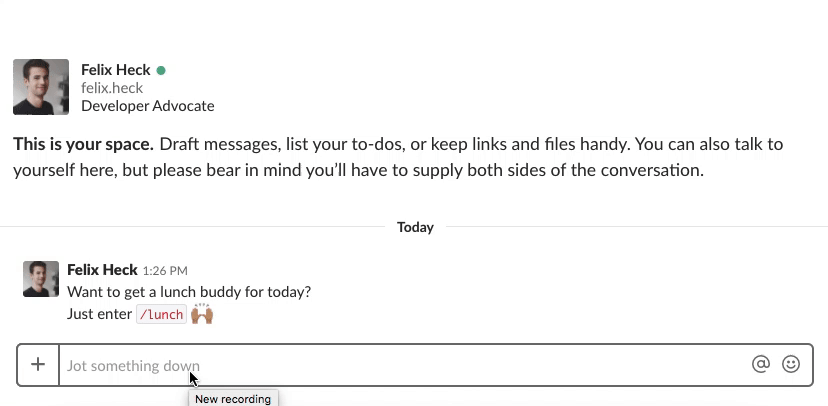 Felix Heck
felix.heck
Developer Advocate
This is your space. Draft messages, list your to-dos, or keep links and files handy. You can also talk to
yourself here, but please bear in mind you’ll have to supply both sides of the conversation.
Today
Felix Heck 1:26 PM
Want to get a lunch buddy for today?
Just enter /lunch 🙌🏽
Jot something down
New recording